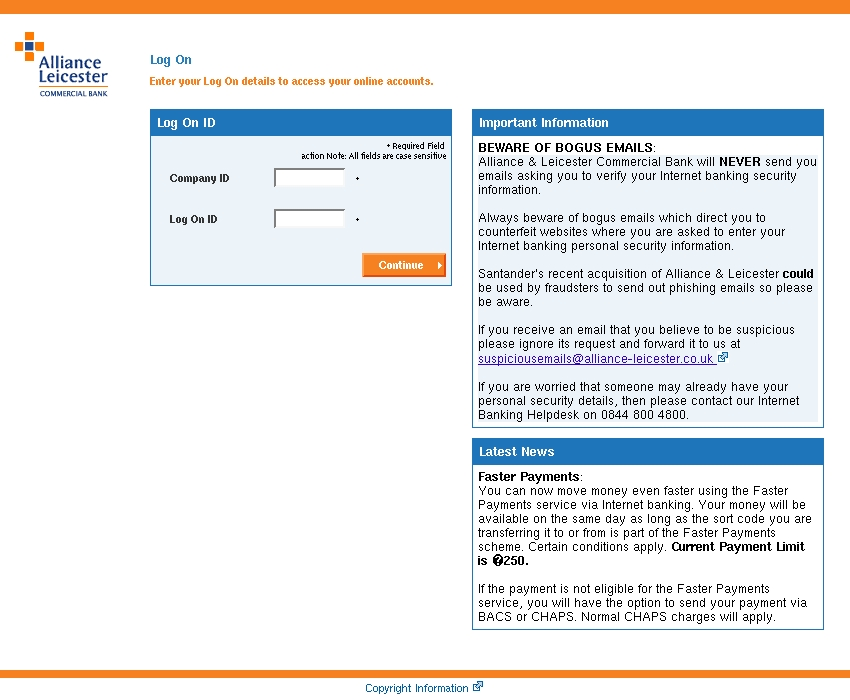 Alliance
Leicester
COMMERCIAL BANK
Log On
Enter your Log On details to access your online accounts.
Log On ID
• Required Field
action Note: All fields are case sensitive
Company ID
•
Log On ID
•
Continue
Important Information
BEWARE OF BOGUS EMAILS:
Alliance & Leicester Commercial Bank will NEVER send you
emails asking you to verify your Internet banking security
information.
Always beware of bogus emails which direct you to
counterfeit websites where you are asked to enter your
Internet banking personal security information.
Santander's recent acquisition of Alliance & Leicester could
be used by fraudsters to send out phishing emails so please
be aware.
If you receive an email that you believe to be suspicious
please ignore its request and forward it to us at
suspiciousemails@alliance-leicester.co.uk
If you are worried that someone may already have your
personal security details, then please contact our Internet
Banking Helpdesk on 0844 800 4800.
Latest News
Faster Payments:
You can now move money even faster using the Faster
Payments service via Internet banking. Your money will be
available on the same day as long as the sort code you are
transferring it to or from is part of the Faster Payments
scheme. Certain conditions apply. Current Payment Limit
is �250.
If the payment is not eligible for the Faster Payments
service, you will have the option to send your payment via
BACS or CHAPS. Normal CHAPS charges will apply.
Copyright Information